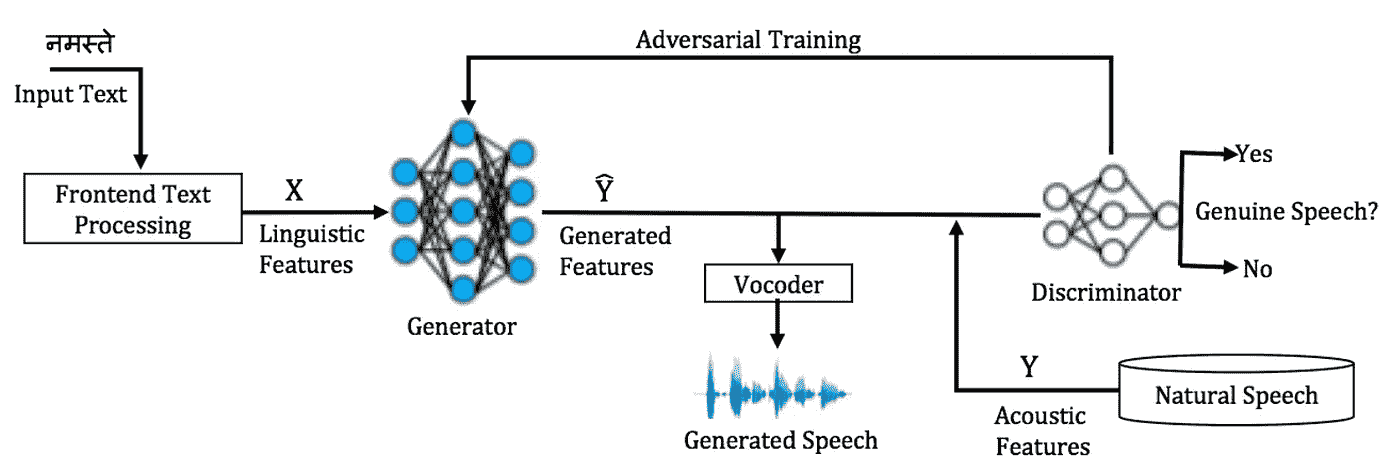 नमस्ते
Input Text
Frontend Text
Processing
X
Linguistic
Features
Adversarial Training
Generator
Ŷ
Generated
Features
Vocoder
Generated Speech
Discriminator
Yes
Genuine Speech?
No
Y
Acoustic
Features
Natural Speech